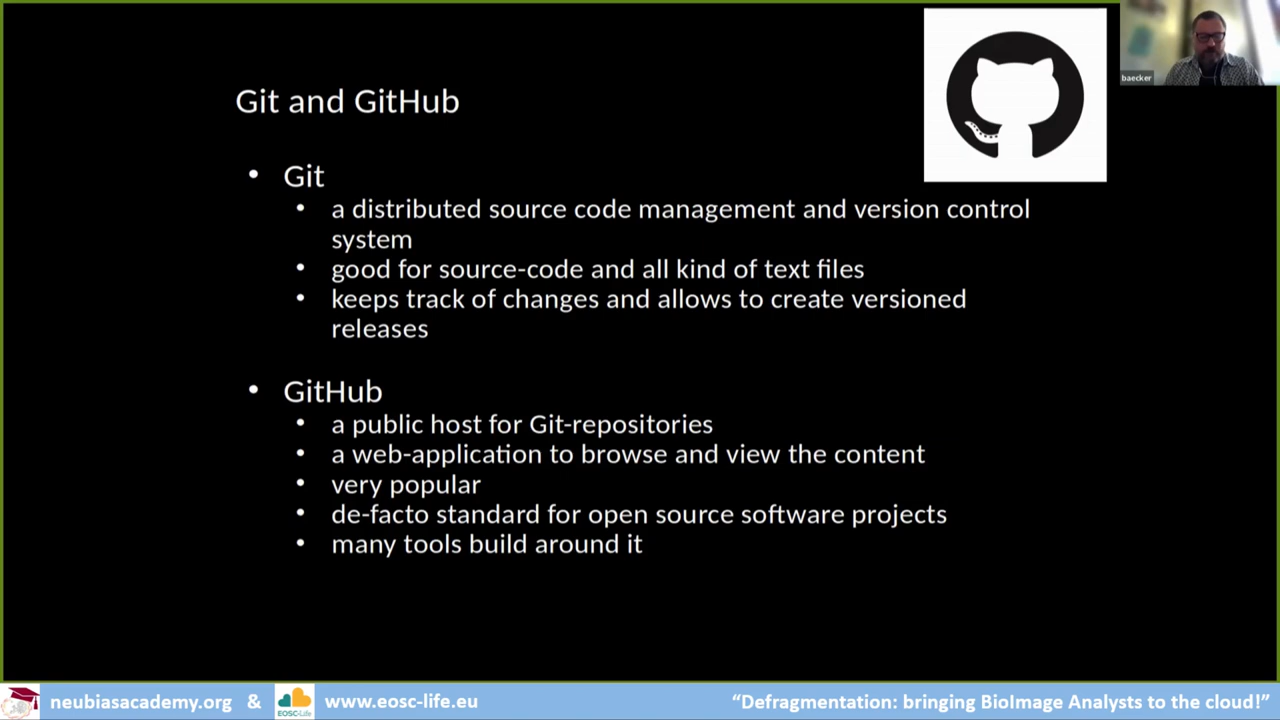 baecker
Git and GitHub
• Git
• a distributed source code management and version control
system
• good for source-code and all kind of text files
• keeps track of changes and allows to create versioned
releases
• GitHub
• a public host for Git-repositories
• a web-application to browse and view the content
• very popular
• de-facto standard for open source software projects
• many tools build around it
neubiasacademy.org & EOSC-Life www.eosc-life.eu “Defragmentation: bringing BioImage Analysts to the cloud!”